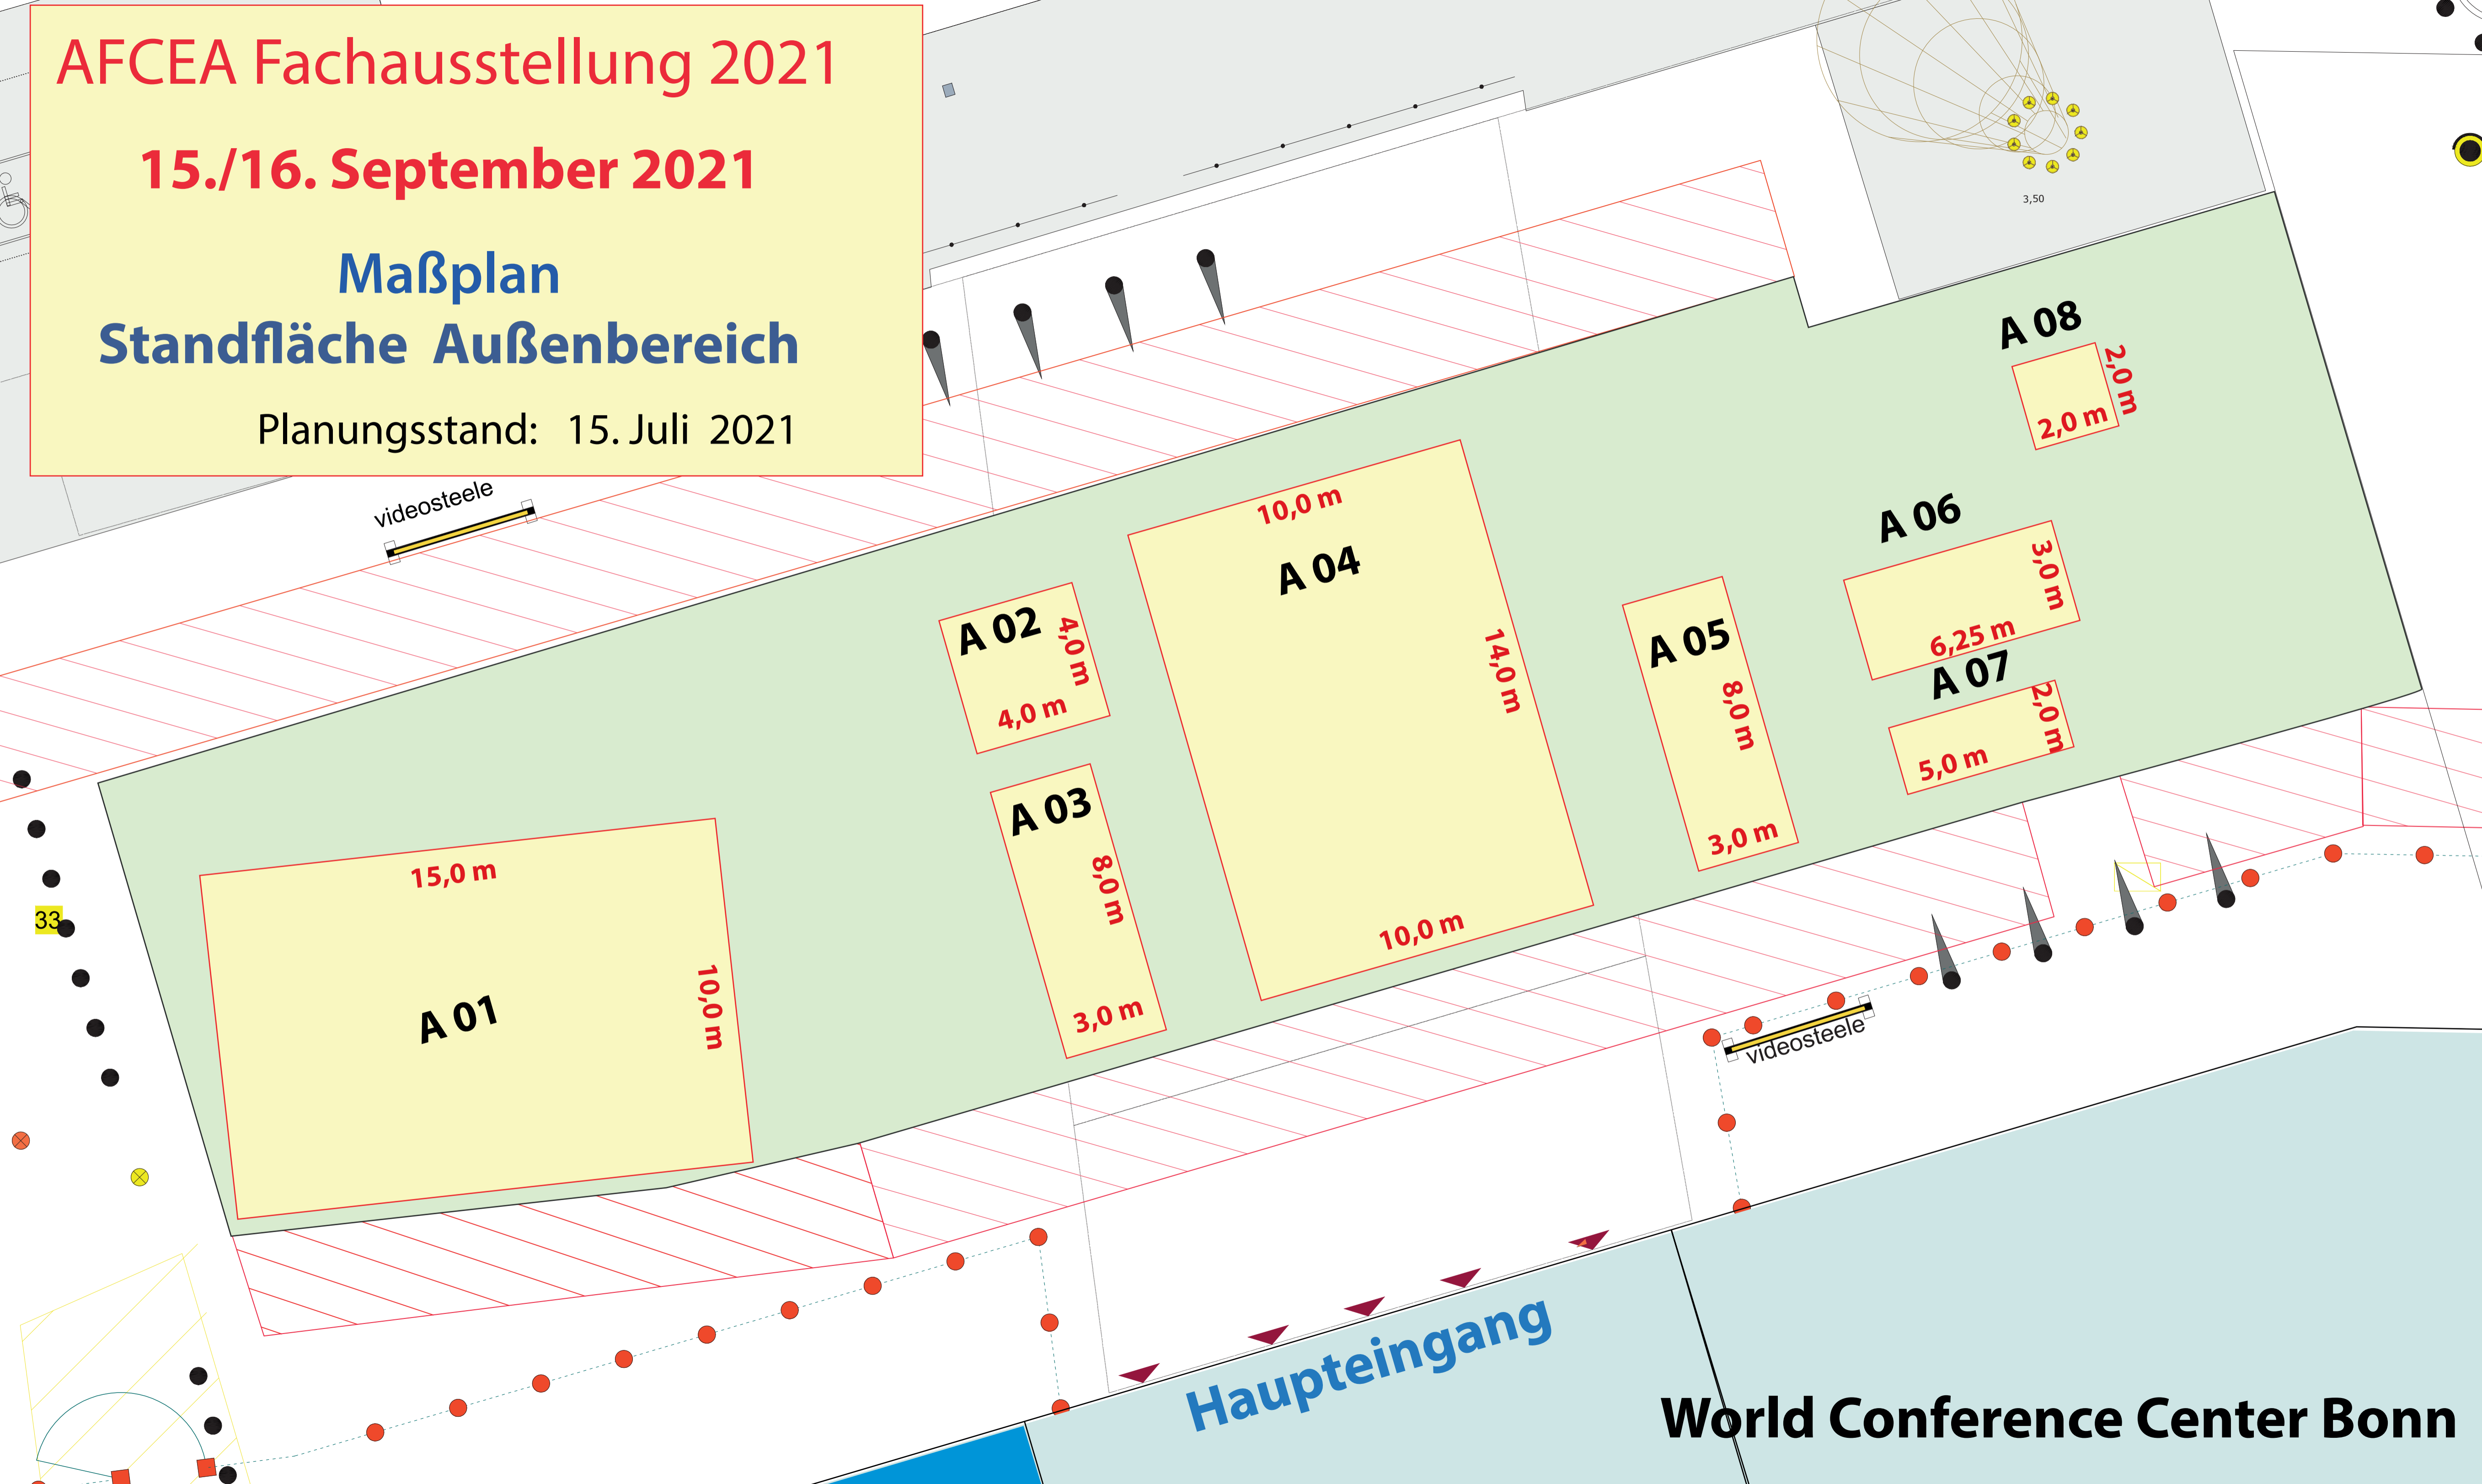 AFCEA Fachausstellung 2021
15./16. September 2021
Maßplan
Standfläche Außenbereich
Planungsstand: 15. Juli 2021
3,50
videosteele
A 08
2,0 m
2,0 m
A 06
3,0 m
6,25 m
A 07
2,0 m
5,0 m
10,0 m
A 04
14,0 m
10,0 m
A 02
4,0 m
4,0 m
A 05
8,0 m
3,0 m
A 03
8,0 m
3,0 m
15,0 m
A 01
10,0 m
33
videosteele
Haupteingang
World Conference Center Bonn